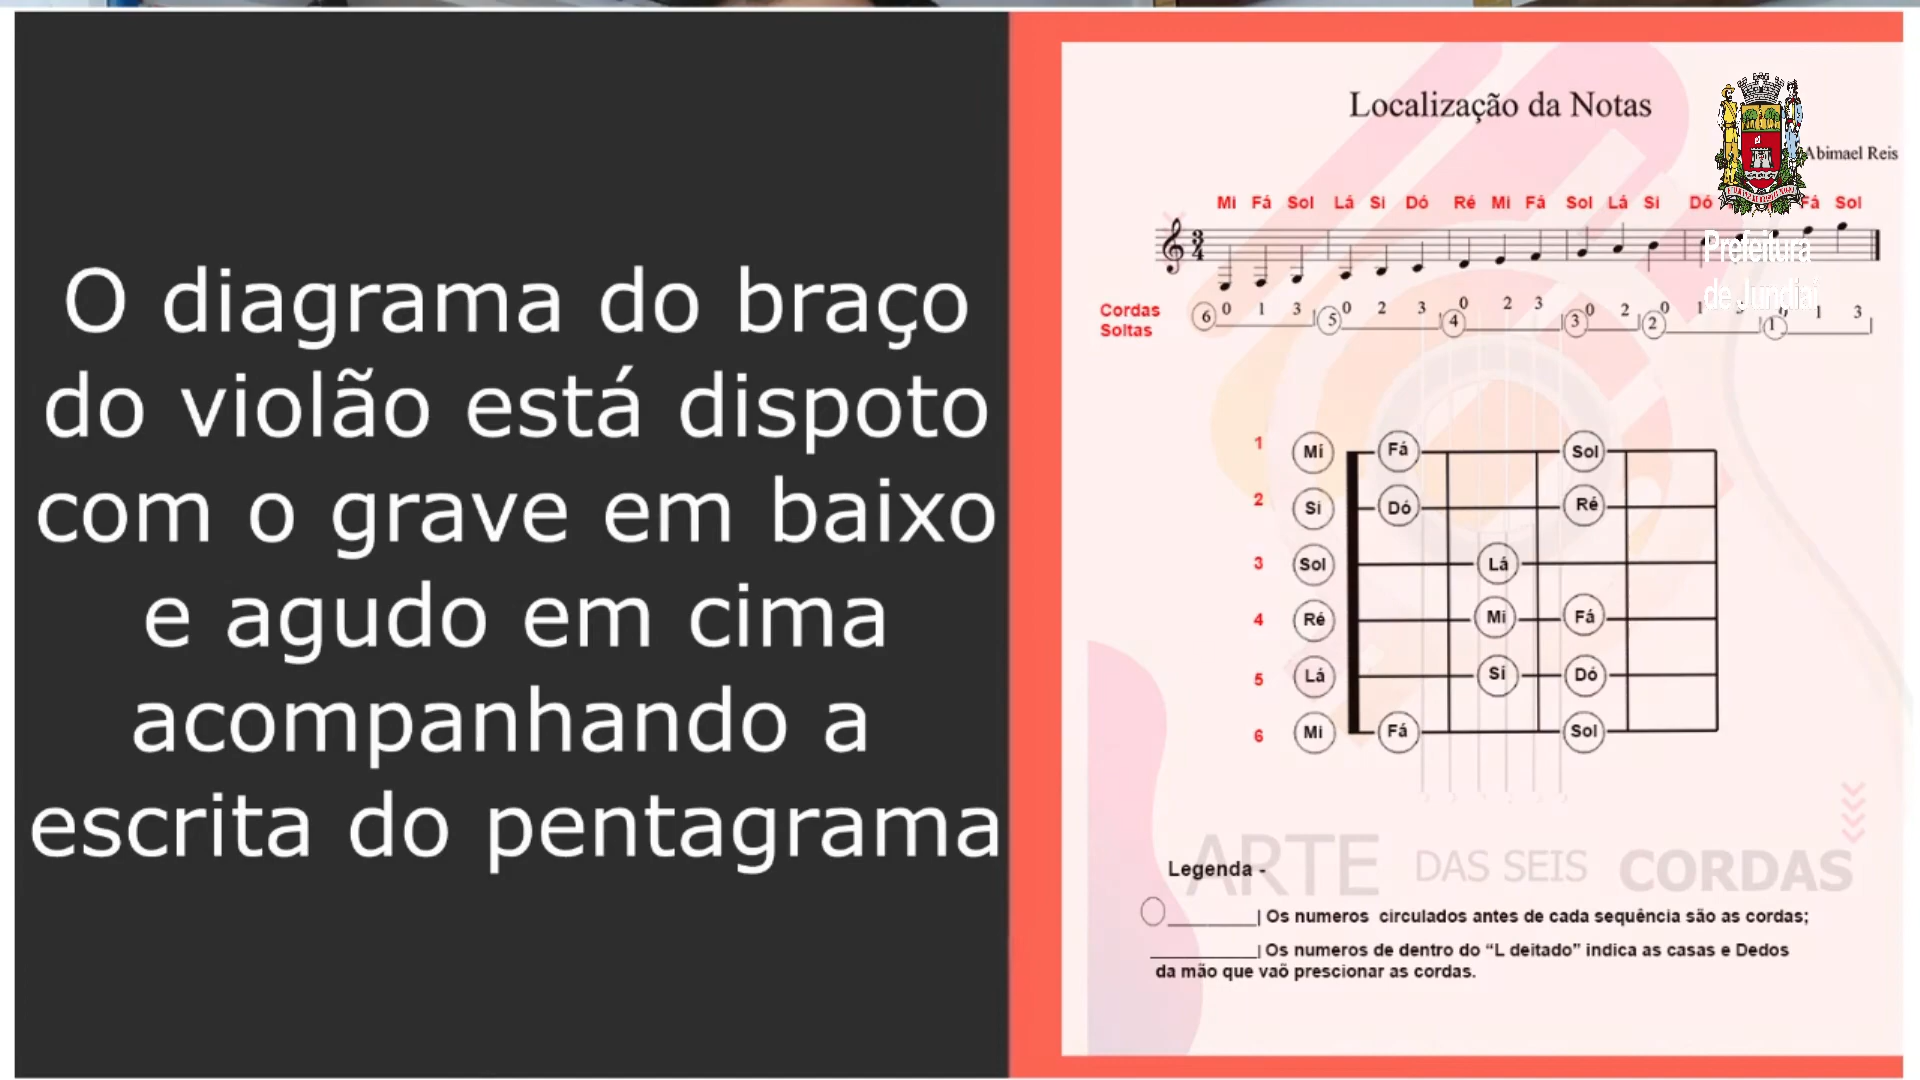 O diagrama do braço
do violão está dispoto
com o grave em baixo
e agudo em cima
acompanhando a
escrita do pentagrama
Localização da Notas
Abimael Reis
Mi Fá Sol Lá Si Dó Ré Mi Fá Sol Lá Si Dó Fá Sol
3
4
Prefeitura
de Jundiaí
Cordas
Soltas
6 0 1 3 5 0 2 3 4 0 2 3 3 0 2 2 0 1 3 1 0 1 3
1 Mi Fá Sol
2 Si Dó Ré
3 Sol Lá
4 Ré Mi Fá
5 Lá Si Dó
6 Mi Fá Sol
ARTE DAS SEIS CORDAS
Legenda -
| Os numeros circulados antes de cada sequência são as cordas;
| Os numeros de dentro do “L deitado” indica as casas e Dedos
da mão que vaõ prescionar as cordas.